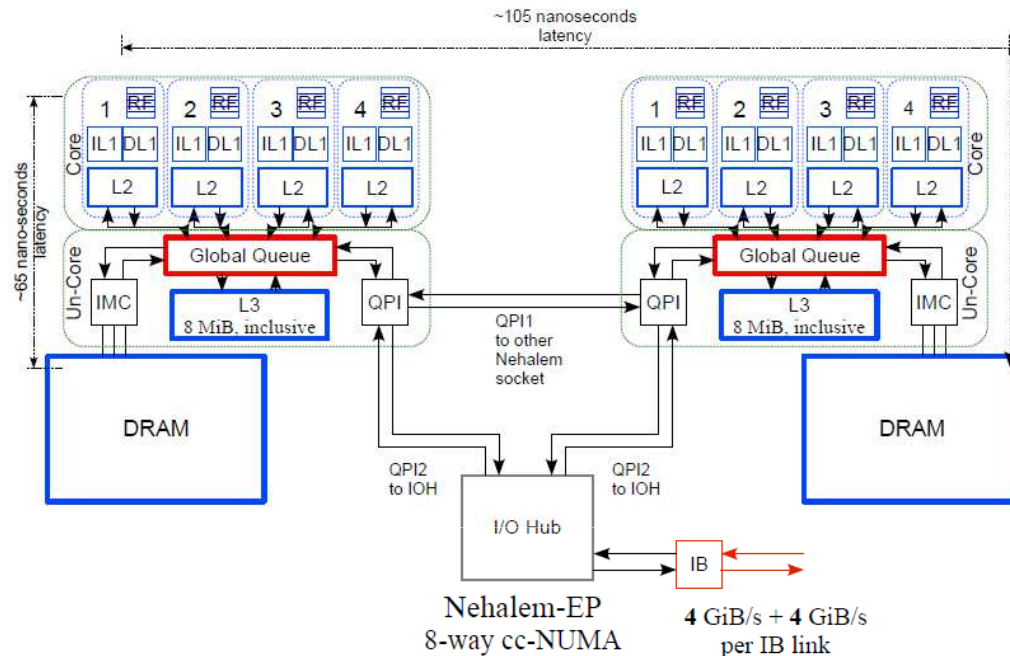 ~105 nanoseconds
latency
~65 nano-seconds
latency
Core
1
RF
2
RF
3
RF
4
RF
IL1
DL1
IL1
DL1
IL1
DL1
IL1
DL1
L2
L2
L2
L2
1
RF
2
RF
3
RF
4
RF
IL1
DL1
IL1
DL1
IL1
DL1
IL1
DL1
L2
L2
L2
L2
Core
Un-Core
Global Queue
IMC
L3
8 MiB, inclusive
QPI
QPI1
to other
Nehalem
socket
QPI
Global Queue
L3
8 MiB, inclusive
IMC
Un-Core
DRAM
DRAM
QPI2
to IOH
QPI2
to IOH
I/O Hub
IB
Nehalem-EP
8-way cc-NUMA
4 GiB/s + 4 GiB/s
per IB link